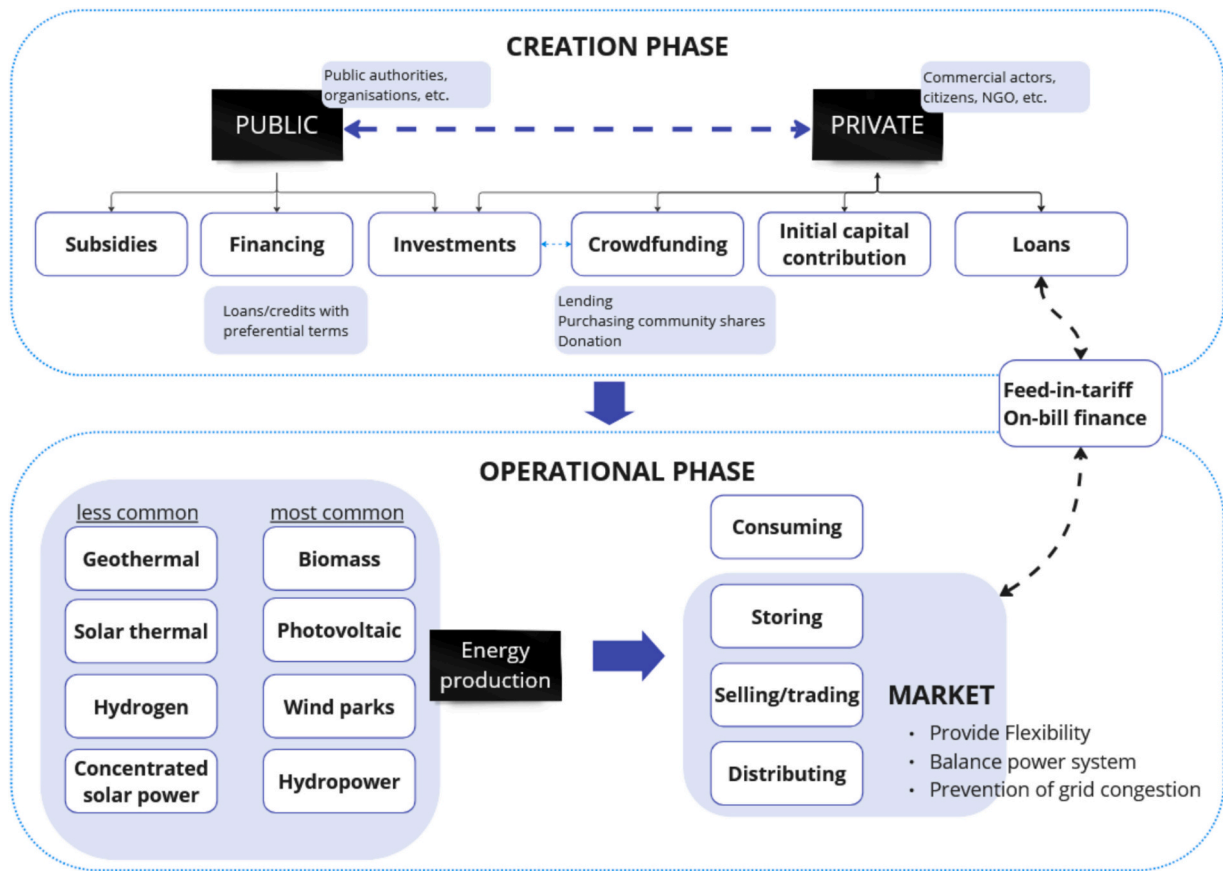 CREATION PHASE
Public authorities,
organisations, etc.
PUBLIC
Commercial actors,
citizens, NGO, etc.
PRIVATE
Subsidies
Financing
Investments
Crowdfunding
Initial capital
contribution
Loans
Loans/credits with
preferential terms
Lending
Purchasing community shares
Donation
Feed-in-tariff
On-bill finance
OPERATIONAL PHASE
less common
most common
Geothermal
Biomass
Solar thermal
Photovoltaic
Hydrogen
Wind parks
Concentrated
solar power
Hydropower
Energy
production
Consuming
Storing
Selling/trading
Distributing
MARKET
• Provide Flexibility
• Balance power system
• Prevention of grid congestion